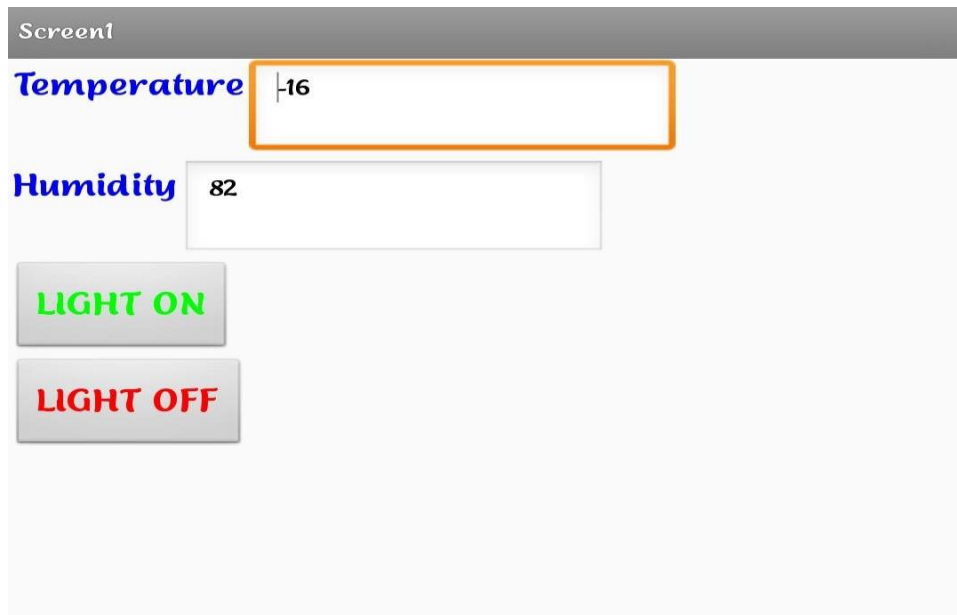 Screen1
Temperature -16
Humidity 82
LIGHT ON
LIGHT OFF